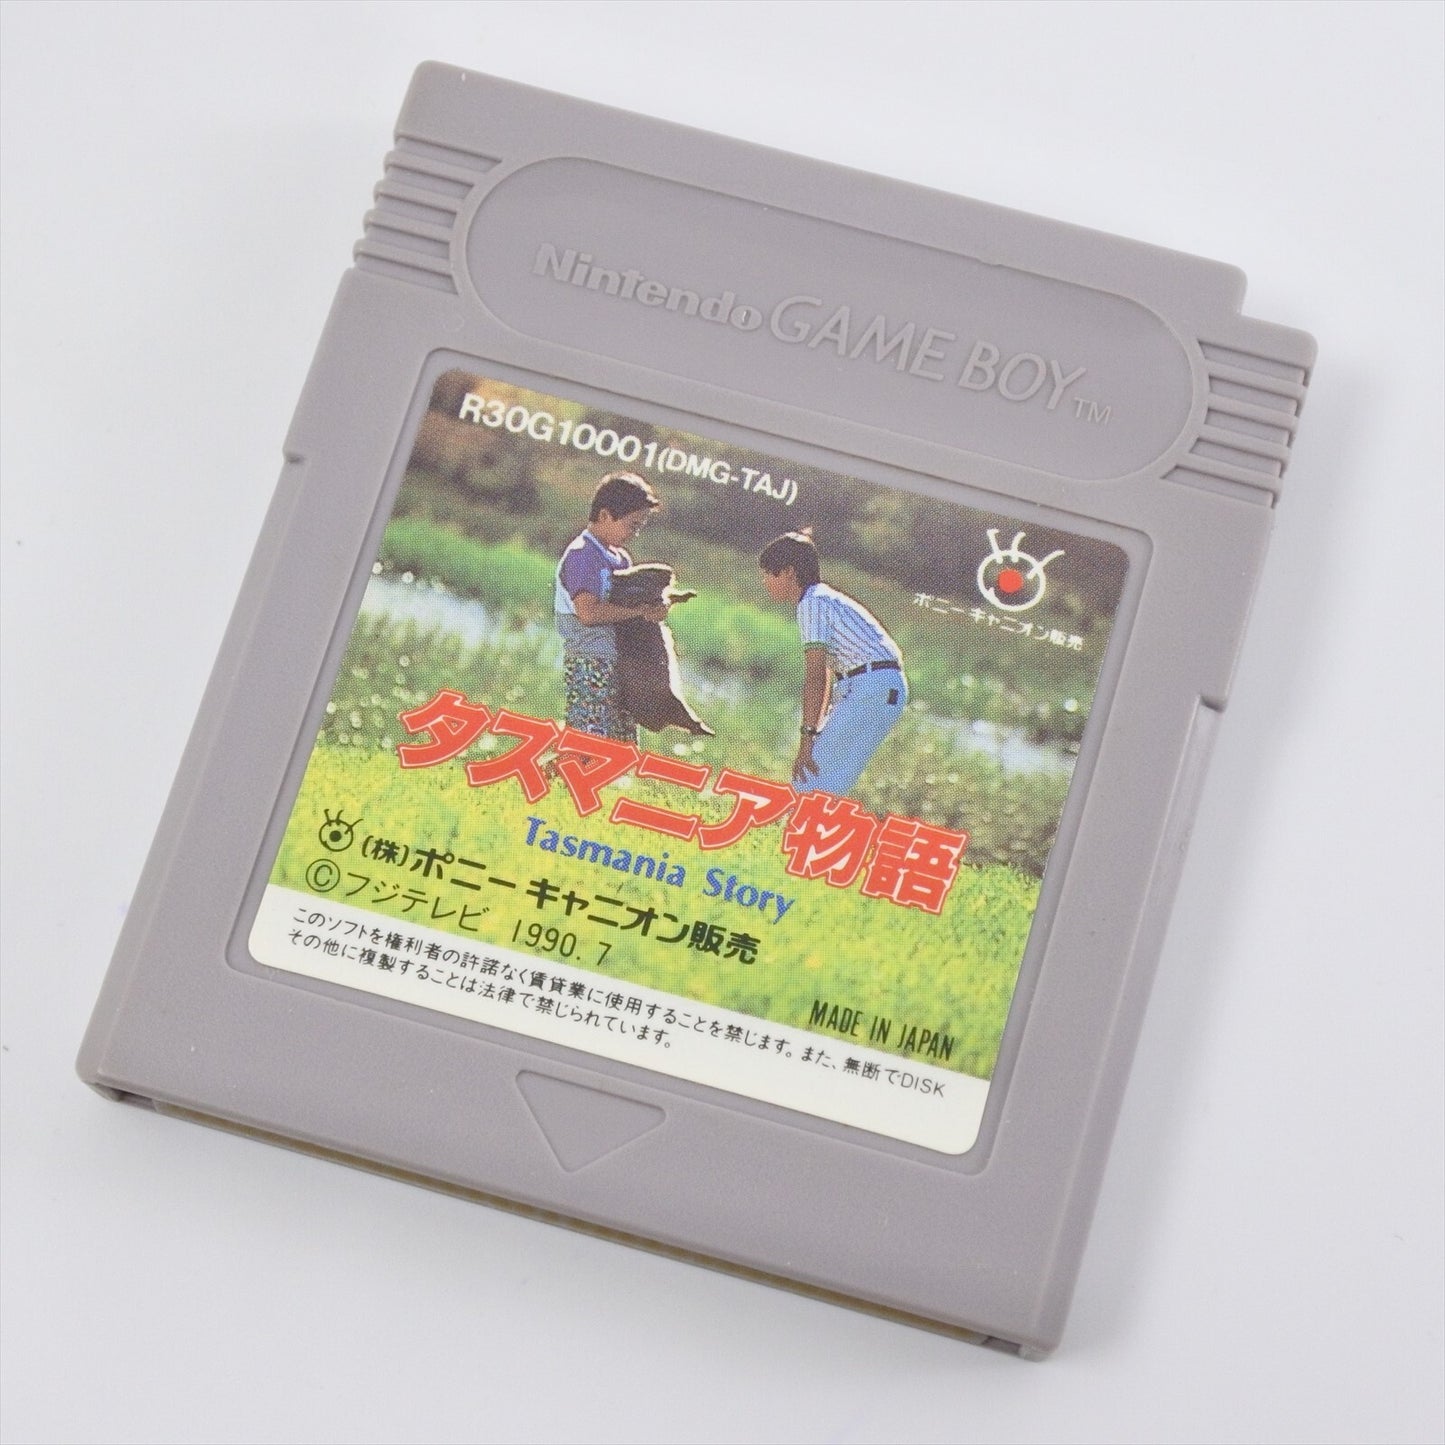 Nintendo GAME BOY TM
R30G10001(DMG-TAJ)
ポニーキャニオン販売
タスマニア物語
Tasmania Story
(株)ポニーキャニオン販売
©フジテレビ 1990.7
MADE IN JAPAN
このソフトを権利者の許諾なく賃貸業に使用することを禁じます。また、無断でDISK
その他に複製することは法律で禁じられています。